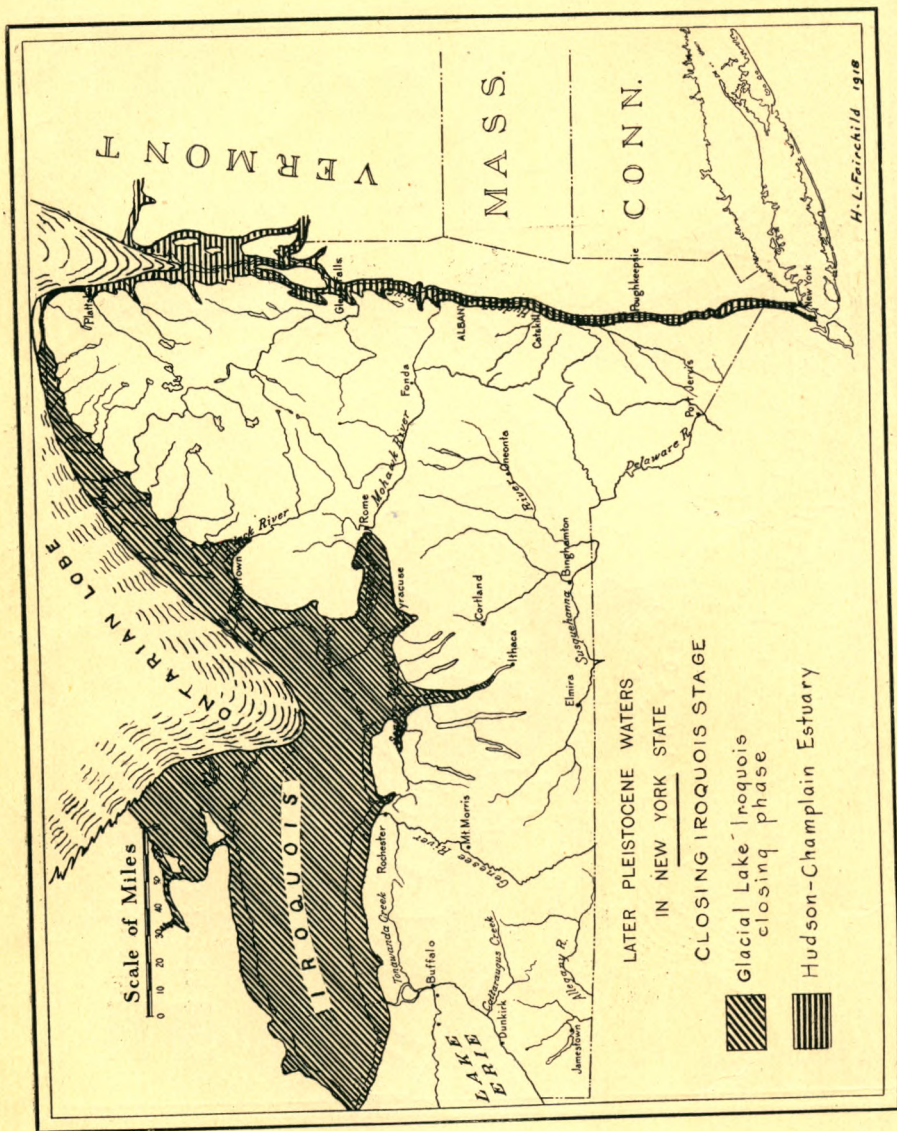 VERMONT
MASS.
CONN.
ONTARIAN LOBE
Scale of Miles
0 10 20 30 40 50
IROQUOIS
LAKE
ERIE
Platts
Glens Falls
ALBANY
Catskill
Poughkeepsie
New York
Port Jervis
Delaware R.
Fonda
Mohawk River
Rome
River
Oneonta
River
Binghamton
Susquehanna
Cortland
Syracuse
Ithaca
Elmira
Rochester
Mt Morris
Genesee River
Tonawanda Creek
Buffalo
Cattaraugus Creek
Dunkirk
Allegany R.
Jamestown
LATER PLEISTOCENE WATERS
IN NEW YORK STATE
CLOSING IROQUOIS STAGE
Glacial Lake Iroquois
closing phase
Hudson-Champlain Estuary
H.L.Fairchild 1918